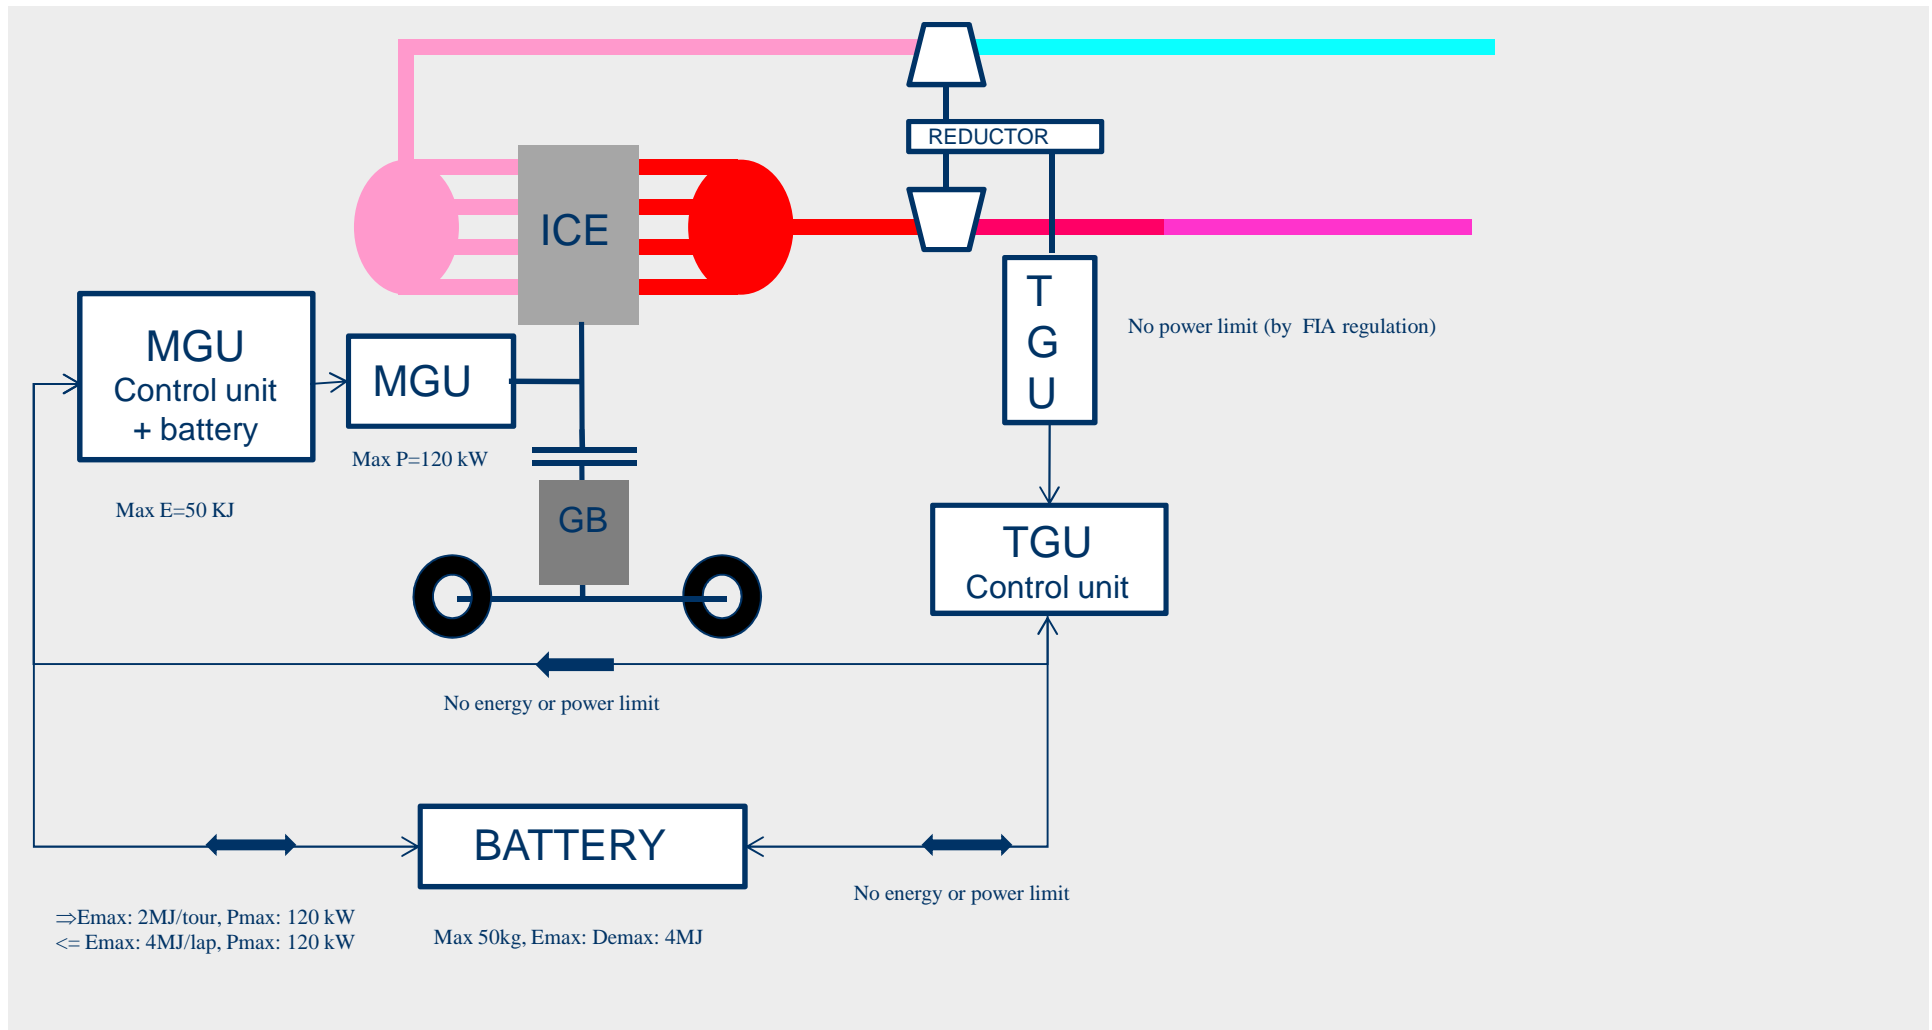 REDUCTOR
ICE
T
G
U
No power limit (by FIA regulation)
MGU
Control unit
+ battery
MGU
Max P=120 kW
Max E=50 KJ
GB
TGU
Control unit
No energy or power limit
BATTERY
No energy or power limit
⇒Emax: 2MJ/tour, Pmax: 120 kW
<= Emax: 4MJ/lap, Pmax: 120 kW
Max 50kg, Emax: Demax: 4MJ